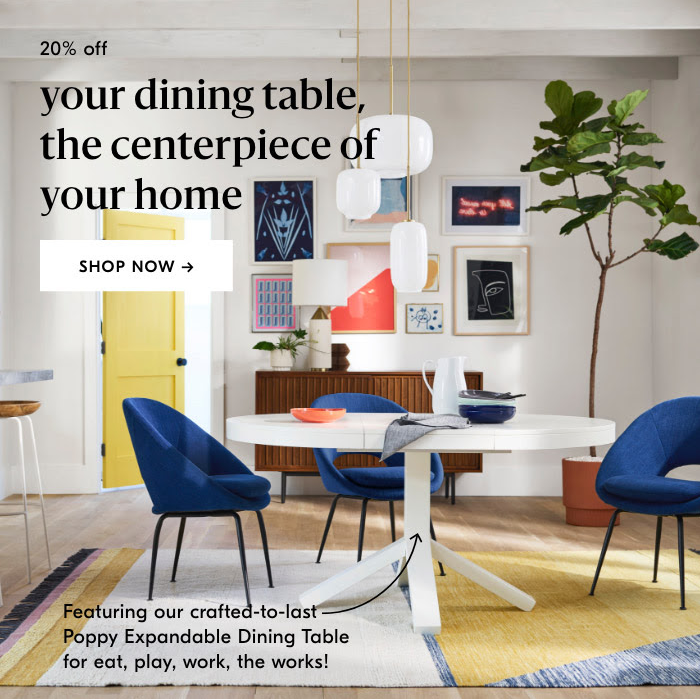 20% off
your dining table,
the centerpiece of
your home
SHOP NOW →
Featuring our crafted-to-last
Poppy Expandable Dining Table
for eat, play, work, the works!